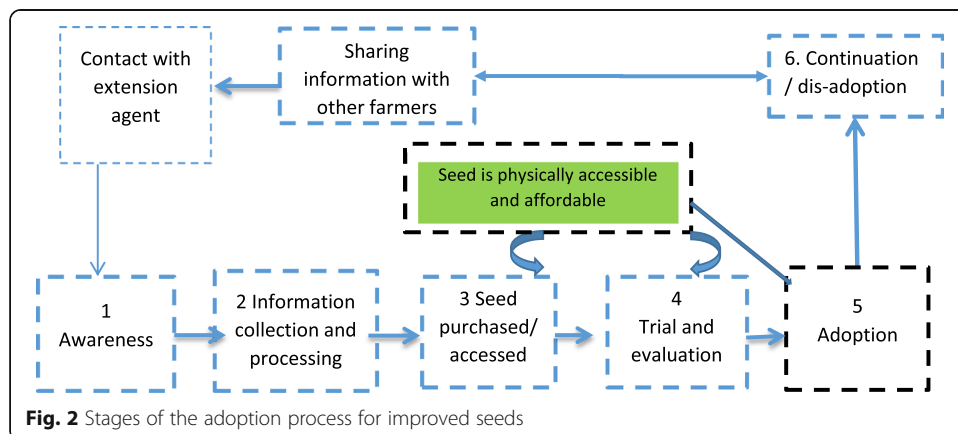 Contact with
extension
agent
Sharing
information with
other farmers
6. Continuation
/ dis-adoption
Seed is physically accessible
and affordable
1
Awareness
2 Information
collection and
processing
3 Seed
purchased/
accessed
4
Trial and
evaluation
5
Adoption
Fig. 2 Stages of the adoption process for improved seeds